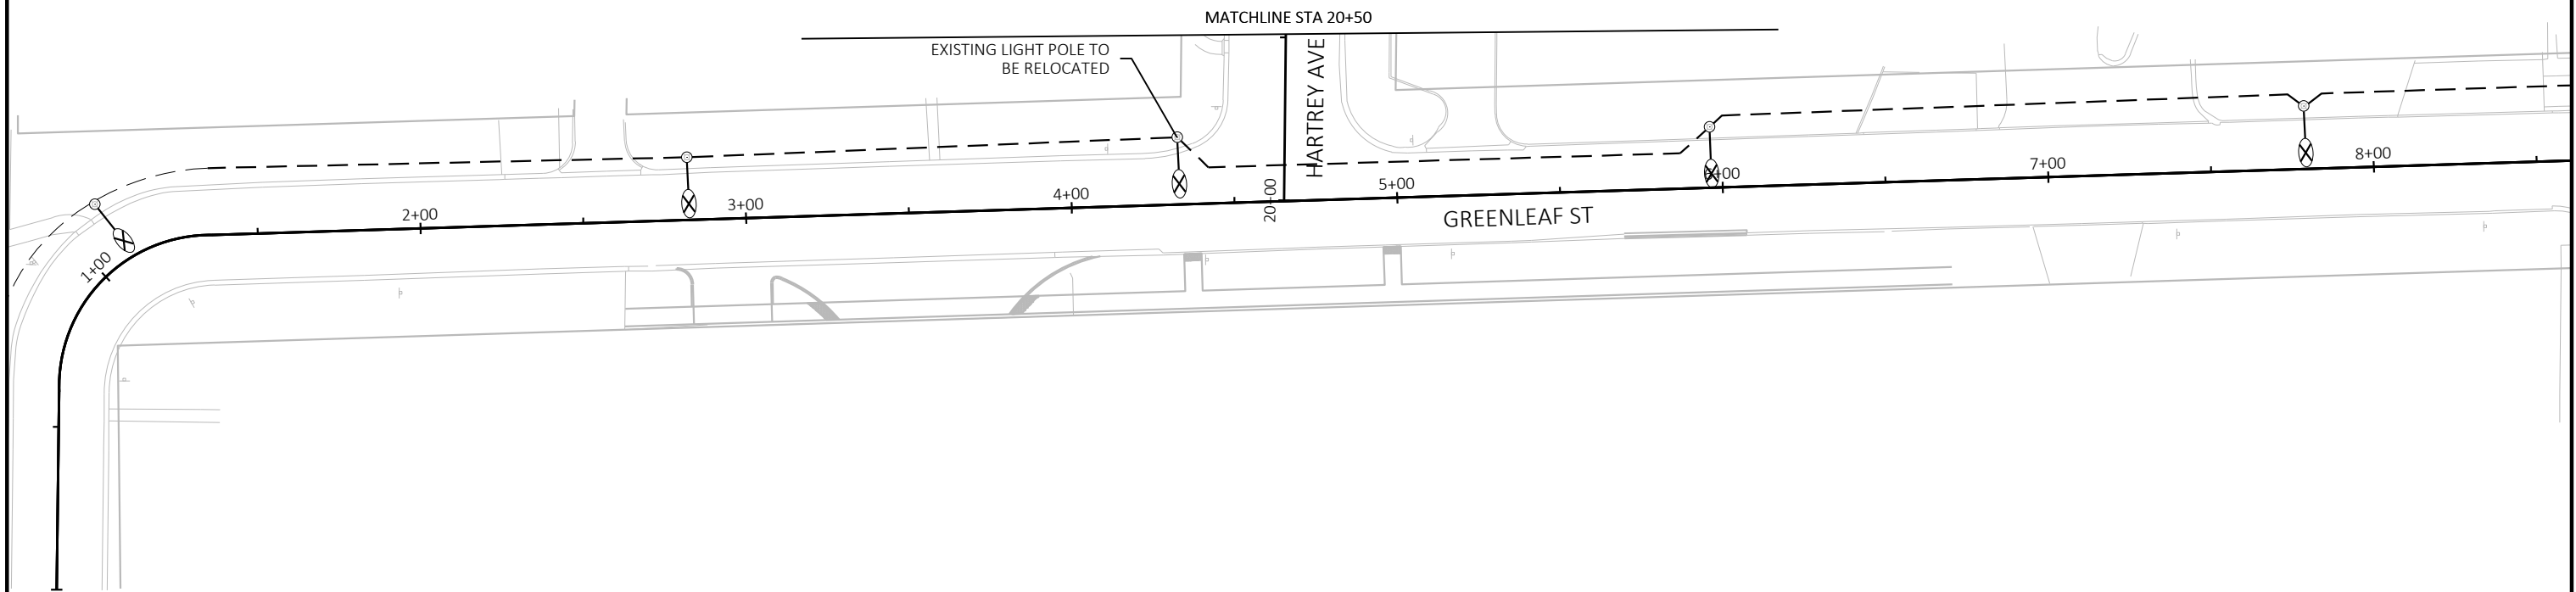 MATCHLINE STA 20+50
EXISTING LIGHT POLE TO
BE RELOCATED
HARTREY AVE
1+00
2+00
3+00
4+00
20+00
5+00
7+00
8+00
GREENLEAF ST